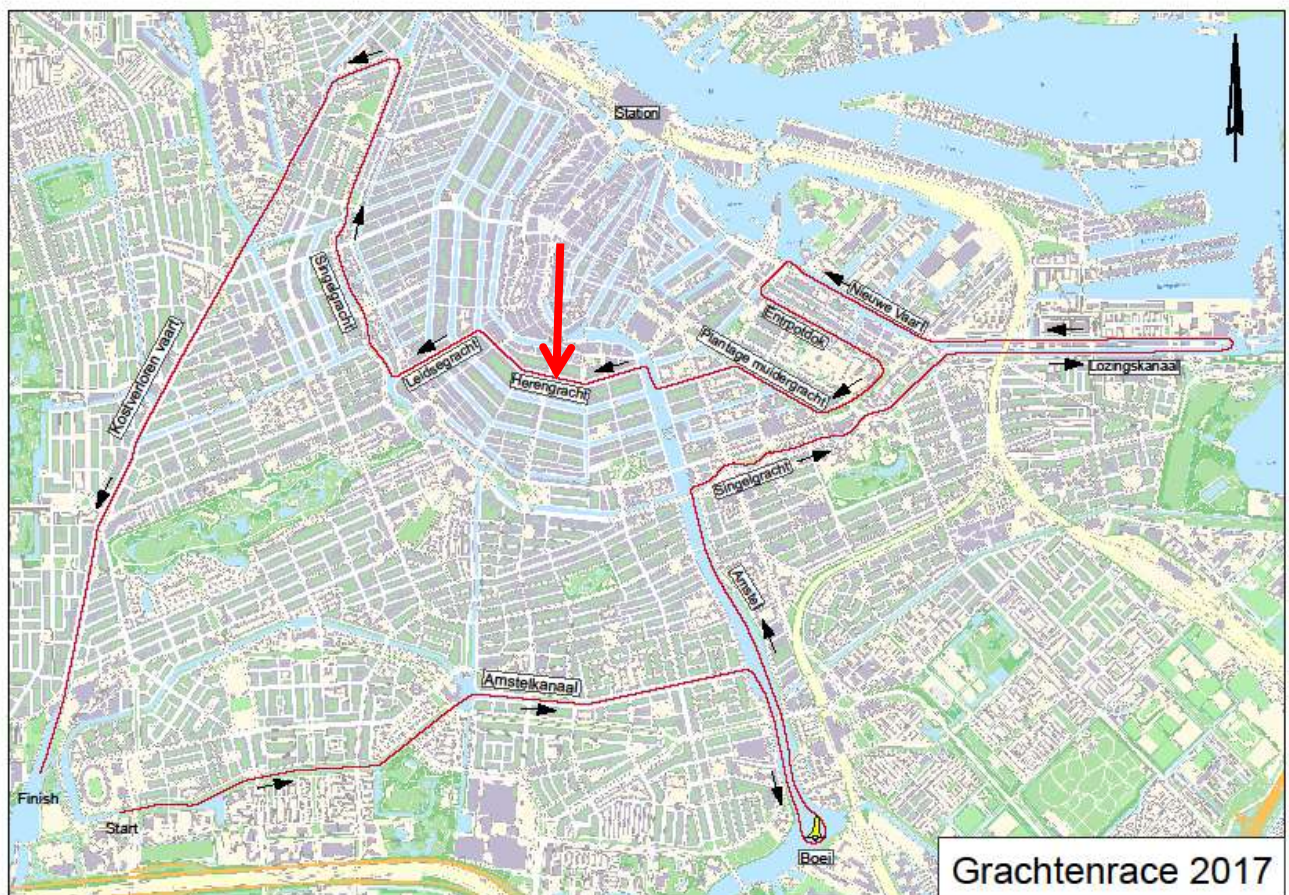 Station
Nieuwe Vaart
Entrpotdok
Plantage muidergracht
Lozingskanaal
Singelgracht
Leidsegracht
Herengracht
Kostverloren vaart
Singelgracht
Amstel
Amstelkanaal
Finish
Start
Boei
Grachtenrace 2017